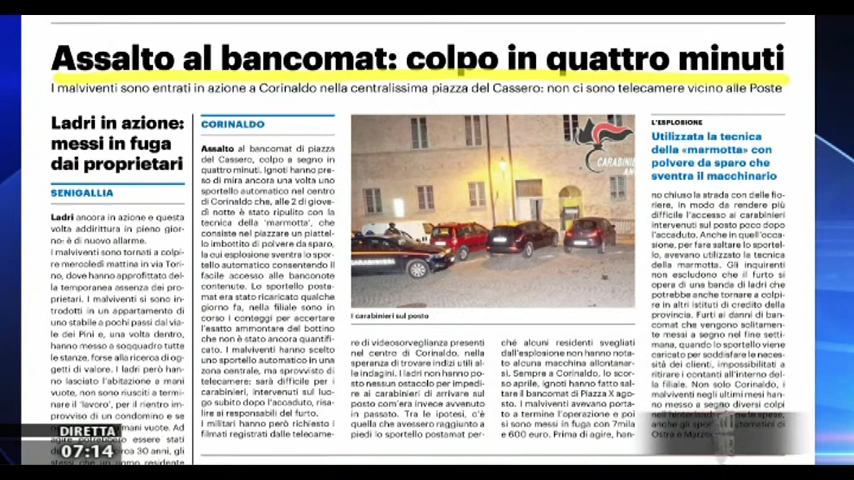 Assalto al bancomat: colpo in quattro minuti
I malviventi sono entrati in azione a Corinaldo nella centralissima piazza del Cassero: non ci sono telecamere vicino alle Poste
Ladri in azione:
messi in fuga
dai proprietari
SENIGALLIA
Ladri ancora in azione e questa
volta addirittura in pieno gior-
no: è di nuovo allarme.
I malviventi sono tornati a colpi-
re mercoledì mattina in via Tori-
no, dove hanno approfittato del-
la temporanea assenza dei pro-
prietari. I malviventi si sono in-
trodotti in un appartamento di
uno stabile a pochi passi dal via-
le dei Pini e, una volta dentro,
hanno messo a soqquadro tutte
le stanze, forse alla ricerca di og-
getti di valore. I ladri però han-
no lasciato l'abitazione a mani
vuote, non sono riusciti a termi-
nare il 'lavoro', per il rientro im-
provviso di un condomino e se
mani vuote. Ad
essere stati
circa 30 anni, gli
DIRETTA
07:14
CORINALDO
Assalto al bancomat di piazza
del Cassero, colpo a segno in
quattro minuti. Ignoti hanno pre-
so di mira ancora una volta uno
sportello automatico nel centro
di Corinaldo che, alle 2 di giove-
dì notte è stato ripulito con la
tecnica della 'marmotta', che
consiste nel piazzare un piattel-
lo imbottito di polvere da sparo,
la cui esplosione sventra lo spor-
tello automatico consentendo il
facile accesso alle banconote
contenute. Lo sportello posta-
mat era stato ricaricato qualche
giorno fa, nella filiale sono in
corso i conteggi per accertare
l'esatto ammontare del bottino
che non è stato ancora quantifi-
cato. I malviventi hanno scelto
uno sportello automatico in una
zona centrale, ma sprovvisto di
telecamere: sarà difficile per i
carabinieri, intervenuti sul luo-
go subito dopo l'accaduto, risa-
lire ai responsabili del furto.
I militari hanno però richiesto i
filmati registrati dalle telecame-
CARABINIERI
I carabinieri sul posto
re di videosorveglianza presenti
nel centro di Corinaldo, nella
speranza di trovare indizi utili al-
le indagini. I ladri non hanno po-
sto nessun ostacolo per impedi-
re ai carabinieri di arrivare sul
posto com'era invece avvenuto
in passato. Tra le ipotesi, c'è
quella che avessero raggiunto a
piedi lo sportello postamat per-
ché alcuni residenti svegliati
dall'esplosione non hanno nota-
to alcuna macchina allontanar-
si. Sempre a Corinaldo, lo scor-
so aprile, ignoti hanno fatto sal-
tare il bancomat di Piazza X ago-
sto. I malviventi avevano porta-
to a termine l'operazione e poi
si sono messi in fuga con 7mila
e 600 euro. Prima di agire, han-
L'ESPLOSIONE
Utilizzata la tecnica
della «marmotta» con
polvere da sparo che
sventra il macchinario
no chiuso la strada con delle fio-
riere, in modo da rendere più
difficile l'accesso ai carabinieri
intervenuti sul posto poco dopo
l'accaduto. Anche in quell'occa-
sione, per fare saltare lo sportel-
lo, avevano utilizzato la tecnica
della marmotta. Gli inquirenti
non escludono che il furto si
opera di una banda di ladri che
potrebbe anche tornare a colpi-
re in altri istituti di credito della
provincia. Furti ai danni di ban-
comat che vengono solitamen-
te messi a segno nel fine setti-
mana, quando lo sportello viene
caricato per soddisfare le neces-
sità dei clienti, impossibilitati a
ritirare i contanti all'interno del-
la filiale. Non solo Corinaldo, i
malviventi negli ultimi mesi han-
no messo a segno diversi colpi